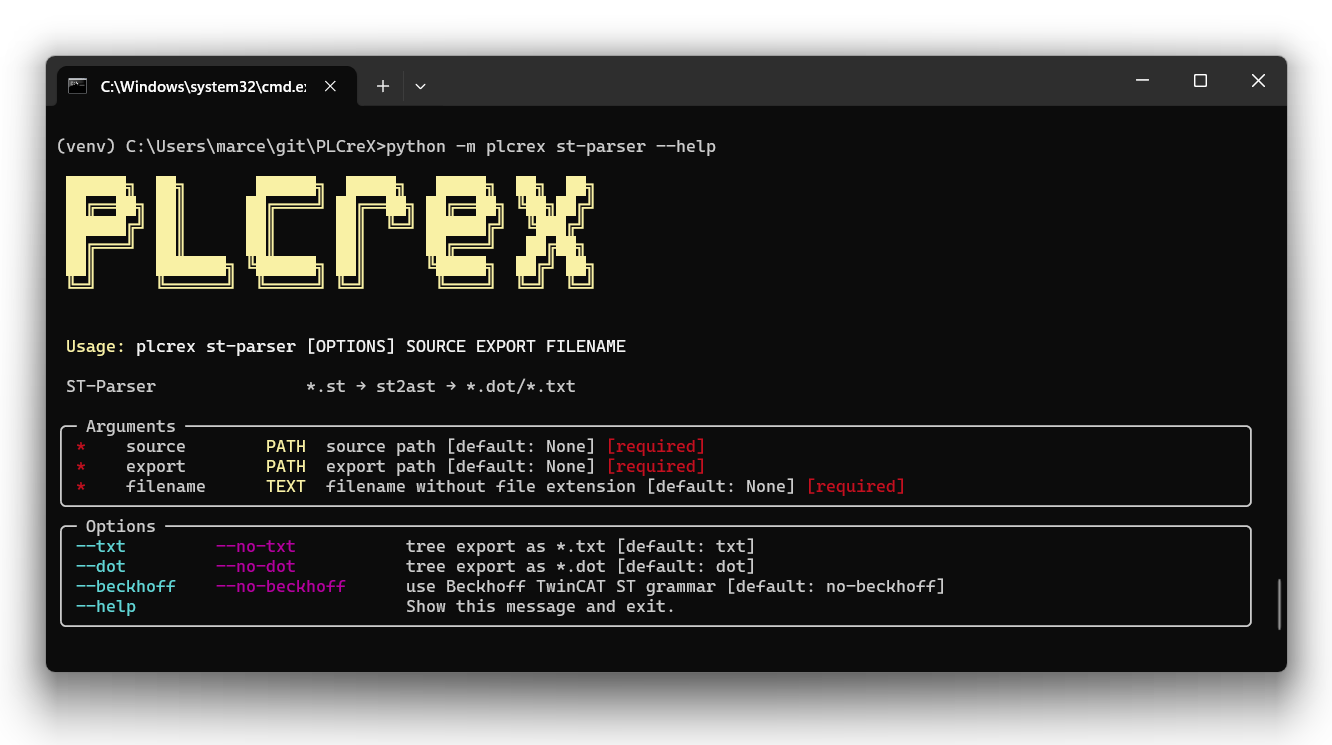 C:\Windows\system32\cmd.e
(venv) C:\Users\marce\git\PLCreX>python -m plcrex st-parser --help
PLCreX
Usage: plcrex st-parser [OPTIONS] SOURCE EXPORT FILENAME
ST-Parser *.st → st2ast → *.dot/*.txt
Arguments
* source PATH source path [default: None] [required]
* export PATH export path [default: None] [required]
* filename TEXT filename without file extension [default: None] [required]
Options
--txt --no-txt tree export as *.txt [default: txt]
--dot --no-dot tree export as *.dot [default: dot]
--beckhoff --no-beckhoff use Beckhoff TwinCAT ST grammar [default: no-beckhoff]
--help Show this message and exit.